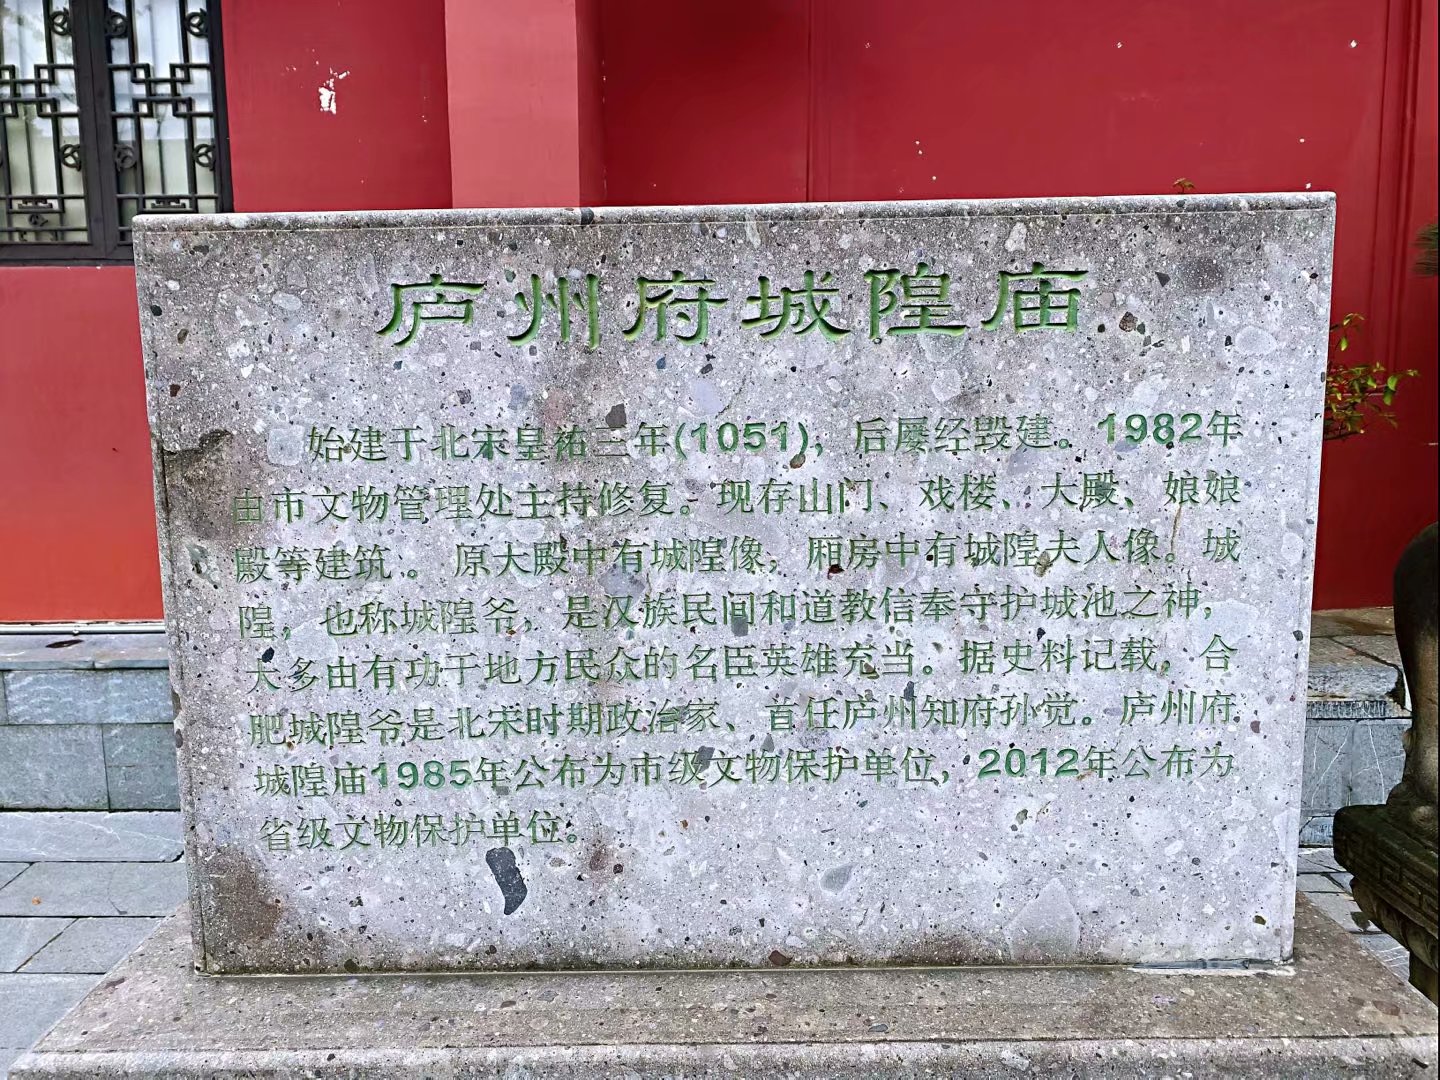 庐州府城隍庙
始建于北宋皇祐三年(1051)，后屡经毁建。1982年
由市文物管理处主持修复。现存山门、戏楼、大殿、娘娘
殿等建筑。原大殿中有城隍像，厢房中有城隍夫人像。城
隍，也称城隍爷，是汉族民间和道教信奉守护城池之神，
大多由有功于地方民众的名臣英雄充当。据史料记载，合
肥城隍爷是北宋时期政治家、首任庐州知府孙觉。庐州府
城隍庙1985年公布为市级文物保护单位，2012年公布为
省级文物保护单位。